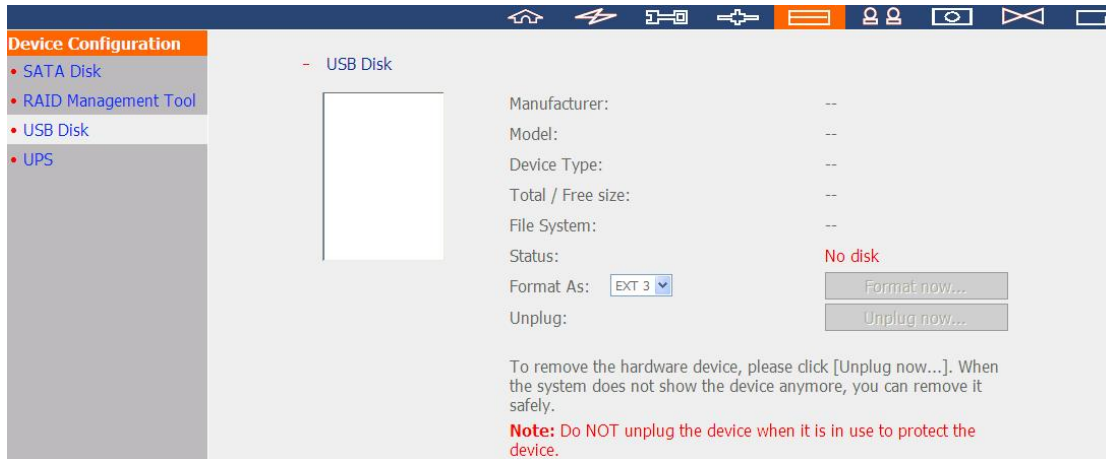 Device Configuration
• SATA Disk
• RAID Management Tool
• USB Disk
• UPS
- USB Disk
Manufacturer: --
Model: --
Device Type: --
Total / Free size: --
File System: --
Status: No disk
Format As: EXT 3 Format now...
Unplug: Unplug now...
To remove the hardware device, please click [Unplug now...]. When
the system does not show the device anymore, you can remove it
safely.
Note: Do NOT unplug the device when it is in use to protect the
device.